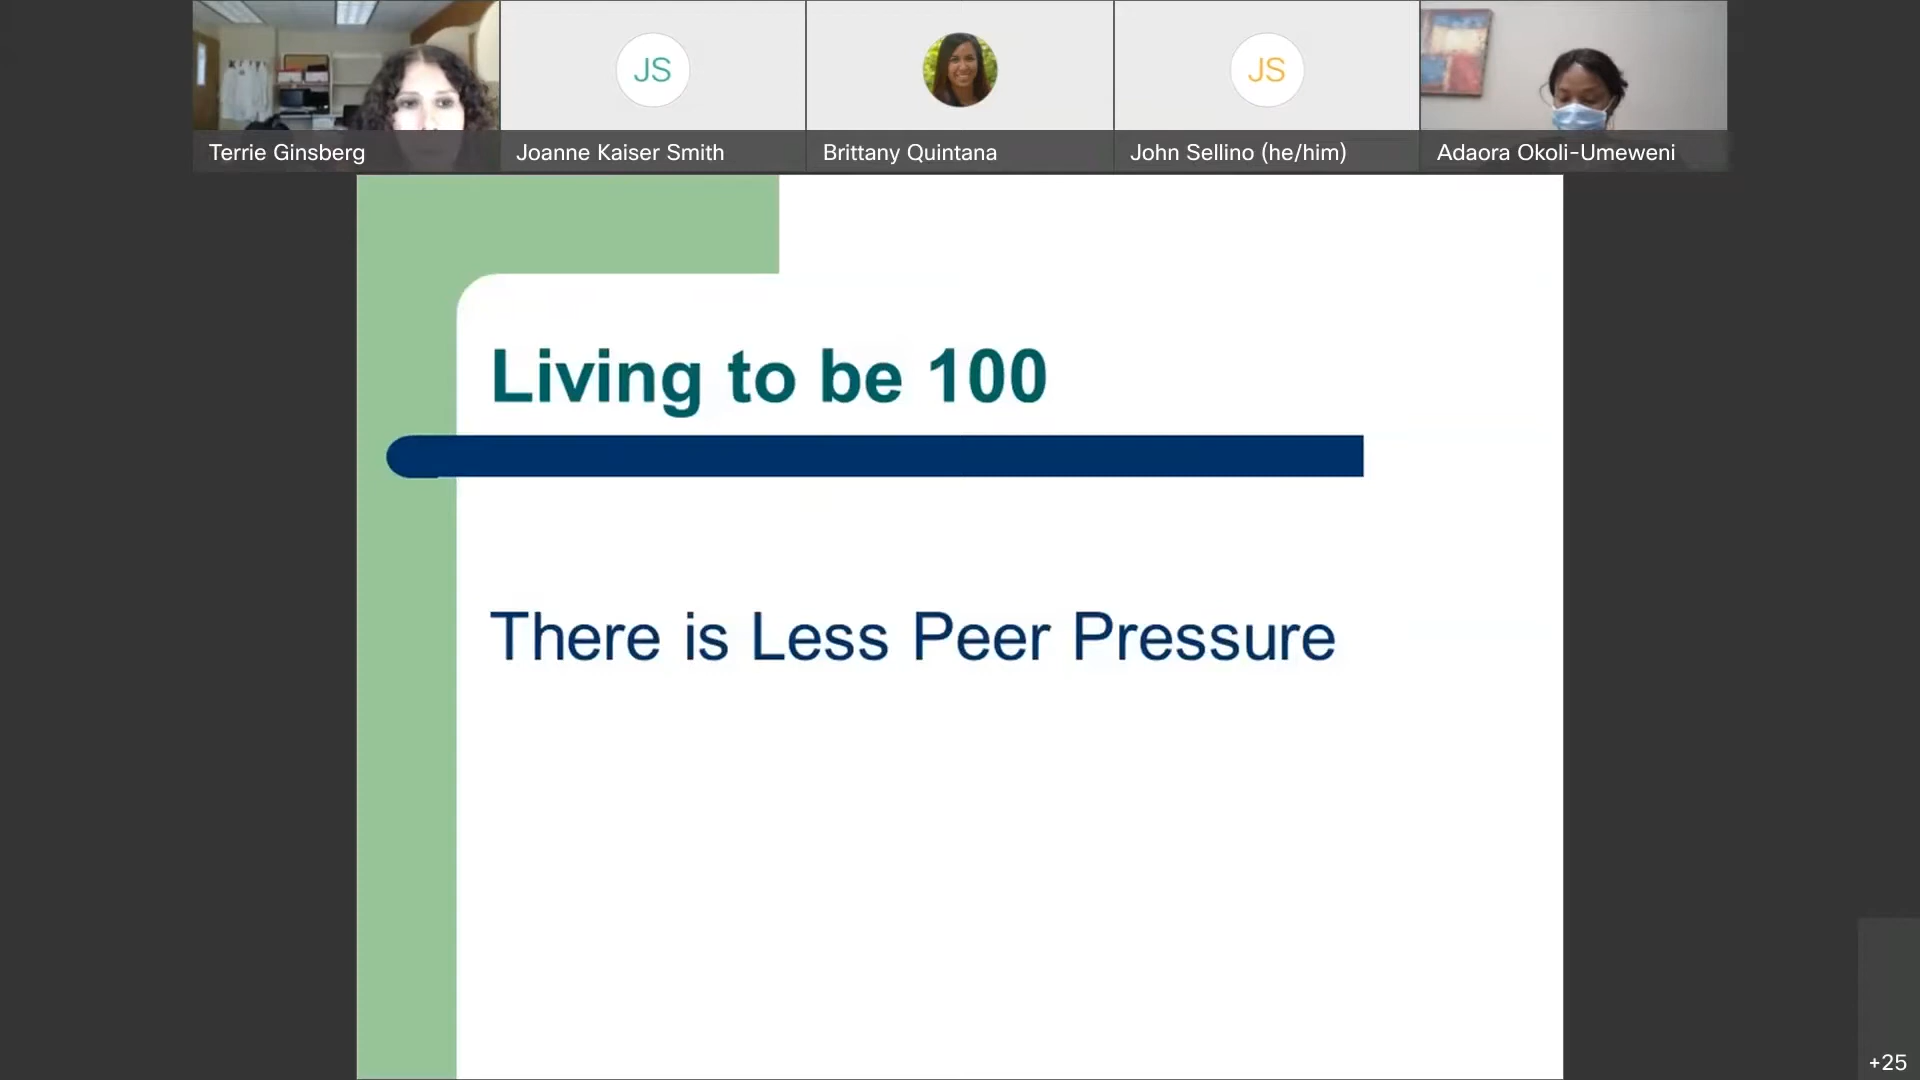 JS
JS
Terrie Ginsberg
Joanne Kaiser Smith
Brittany Quintana
John Sellino (he/him)
Adaora Okoli-Umeweni
Living to be 100
There is Less Peer Pressure
+25